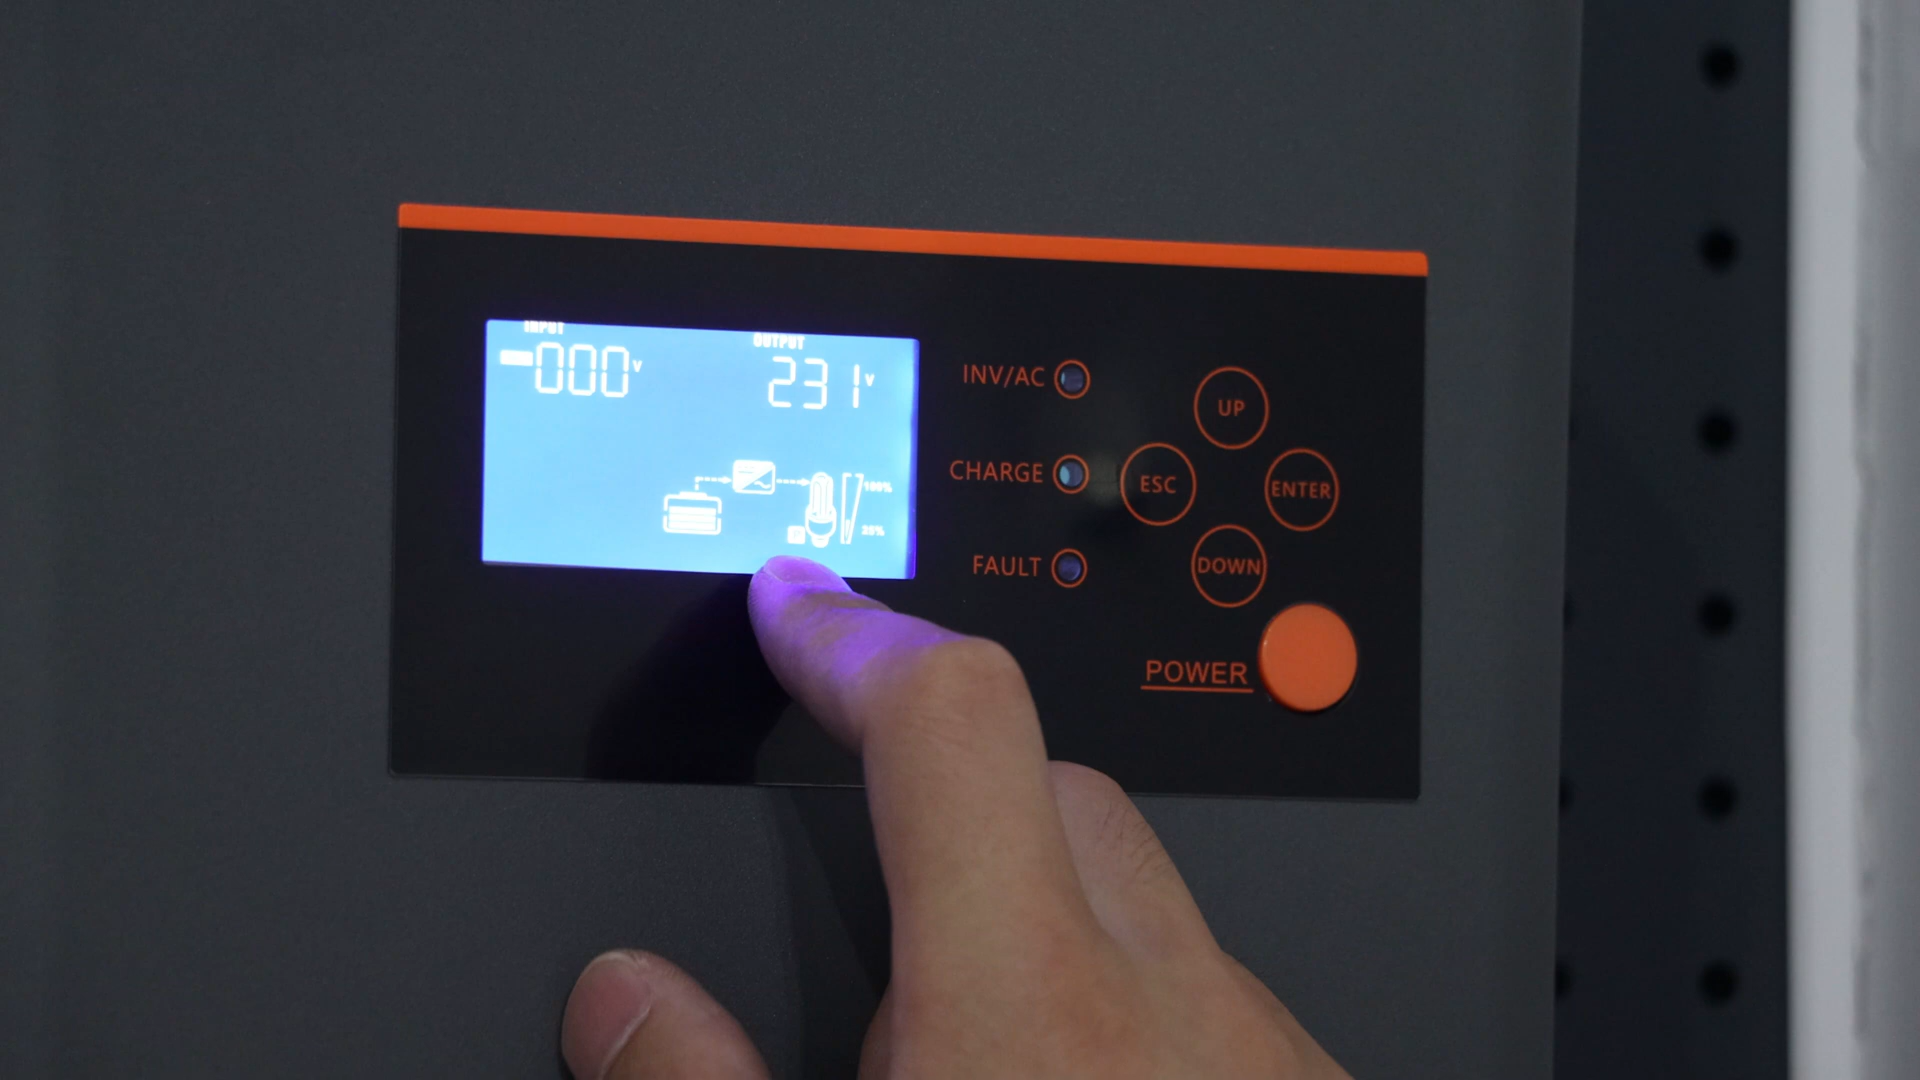 INPUT
000V
OUTPUT
231V
100%
25%
INV/AC
CHARGE
FAULT
UP
ESC
ENTER
DOWN
POWER